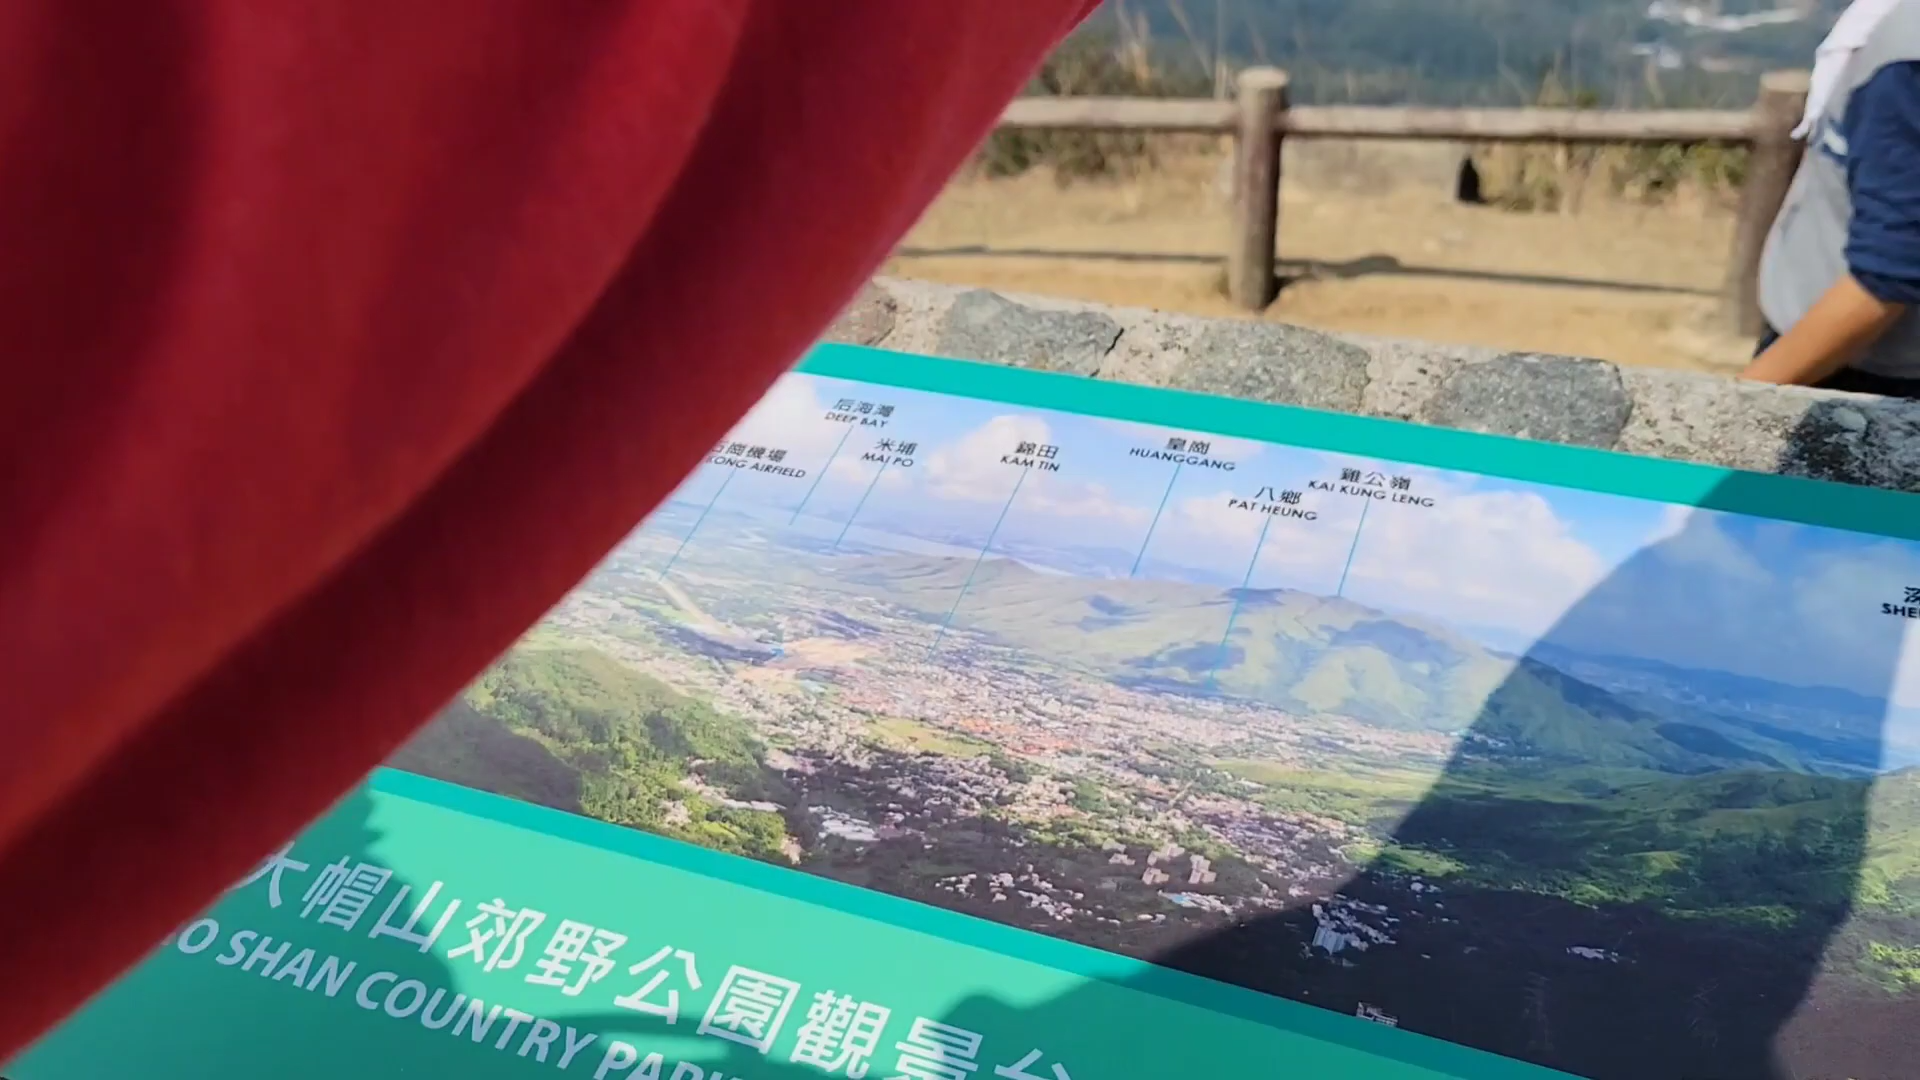 后海灣
DEEP BAY
石崗機場
KONG AIRFIELD
米埔
MAI PO
錦田
KAM TIN
皇崗
HUANGGANG
八鄉
PAT HEUNG
雞公嶺
KAI KUNG LENG
大帽山郊野公園觀景台
O SHAN COUNTRY PARK